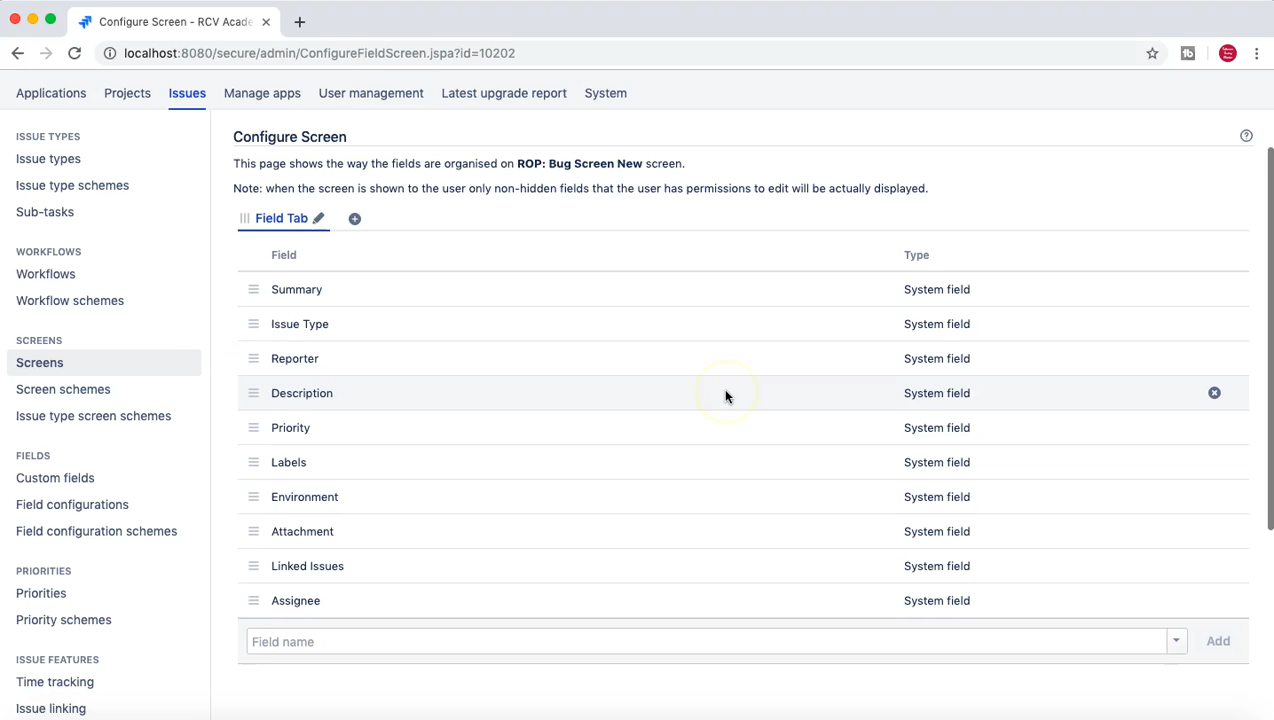 Configure Screen - RCV Acade
localhost:8080/secure/admin/ConfigureFieldScreen.jspa?id=10202
Applications Projects Issues Manage apps User management Latest upgrade report System
ISSUE TYPES
Issue types
Issue type schemes
Sub-tasks
WORKFLOWS
Workflows
Workflow schemes
SCREENS
Screens
Screen schemes
Issue type screen schemes
FIELDS
Custom fields
Field configurations
Field configuration schemes
PRIORITIES
Priorities
Priority schemes
ISSUE FEATURES
Time tracking
Issue linking
Configure Screen
This page shows the way the fields are organised on ROP: Bug Screen New screen.
Note: when the screen is shown to the user only non-hidden fields that the user has permissions to edit will be actually displayed.
Field Tab
Field Type
Summary System field
Issue Type System field
Reporter System field
Description System field
Priority System field
Labels System field
Environment System field
Attachment System field
Linked Issues System field
Assignee System field
Field name Add